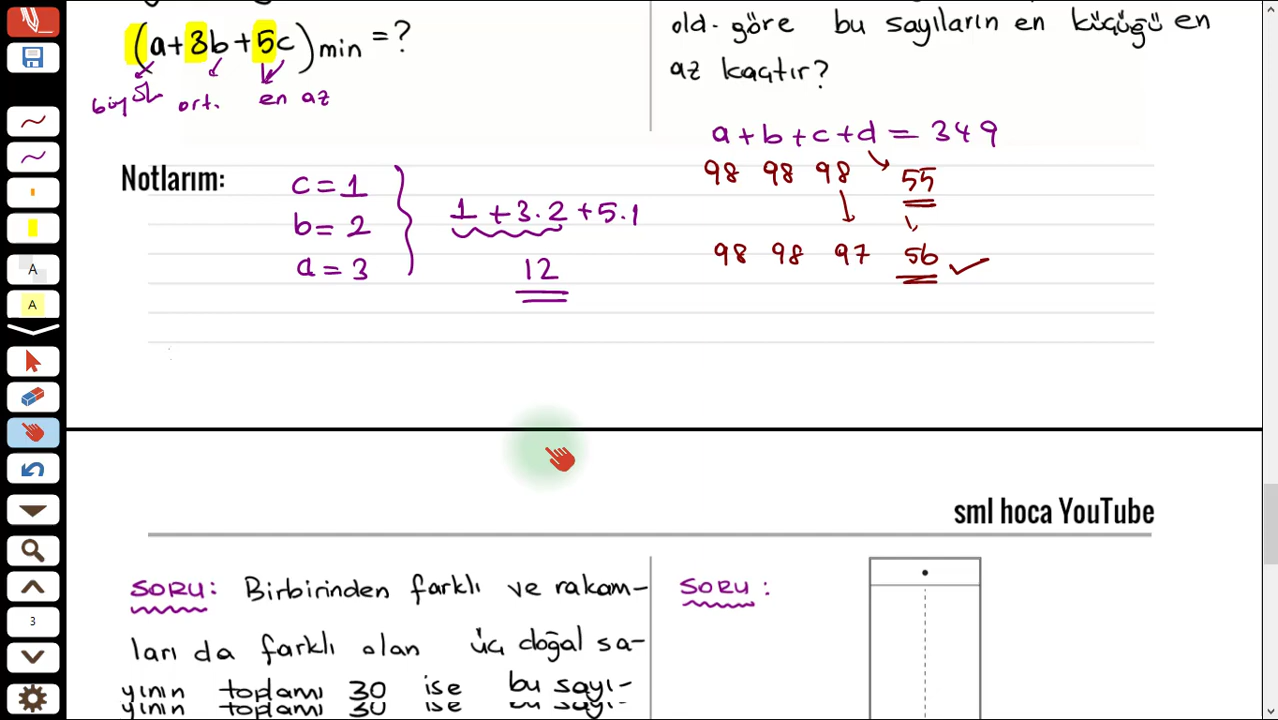 (a+3b+5c)min = ?
büyük ort. en az
old. göre bu sayıların en küçüğü en
az kaçtır?
Notlarım:
c = 1
b = 2
a = 3
1 + 3.2 + 5.1
12
a + b + c + d = 349
98 98 98 55
98 98 97 56
sml hoca YouTube
SORU: Birbirinden farklı ve rakam-
ları da farklı olan üç doğal sa-
yının toplamı 30 ise bu sayı-
SORU:
A
A
3